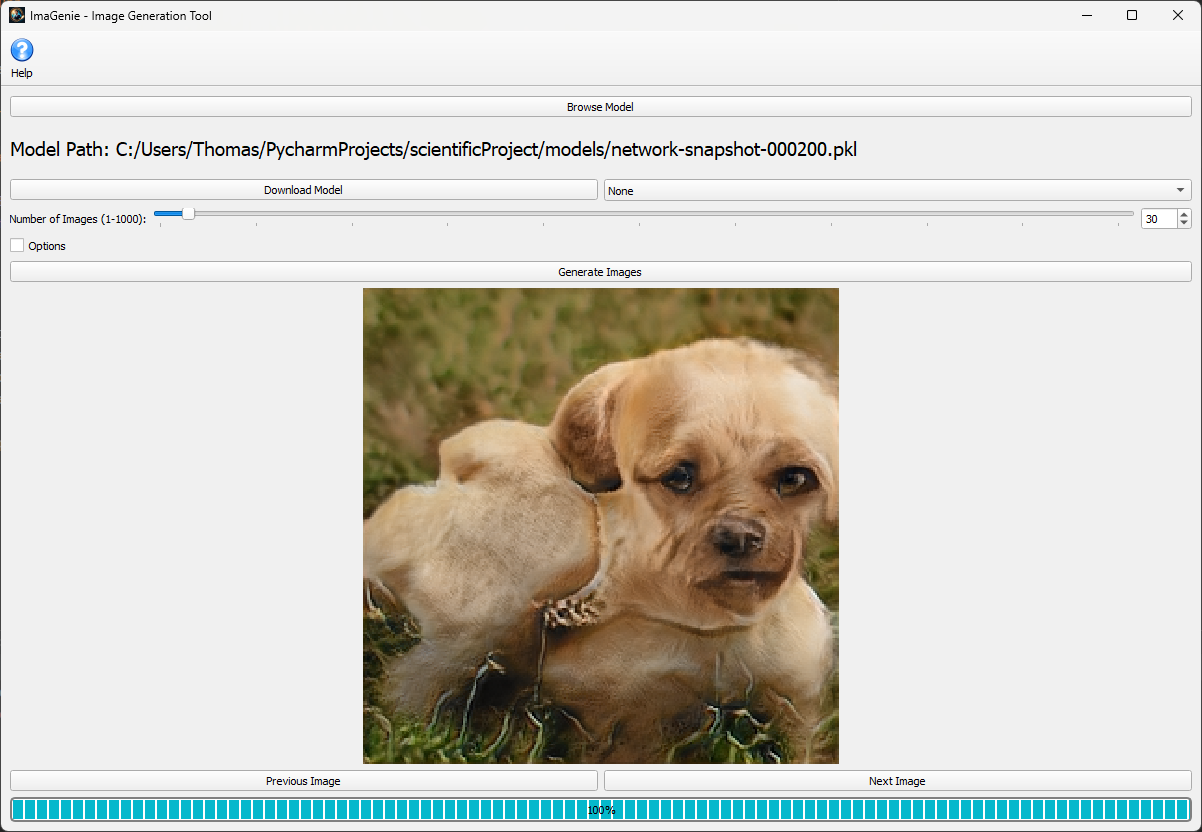 ImaGenie - Image Generation Tool
Help
Browse Model
Model Path: C:/Users/Thomas/PycharmProjects/scientificProject/models/network-snapshot-000200.pkl
Download Model
None
Number of Images (1-1000):
30
Options
Generate Images
Previous Image
Next Image
100%